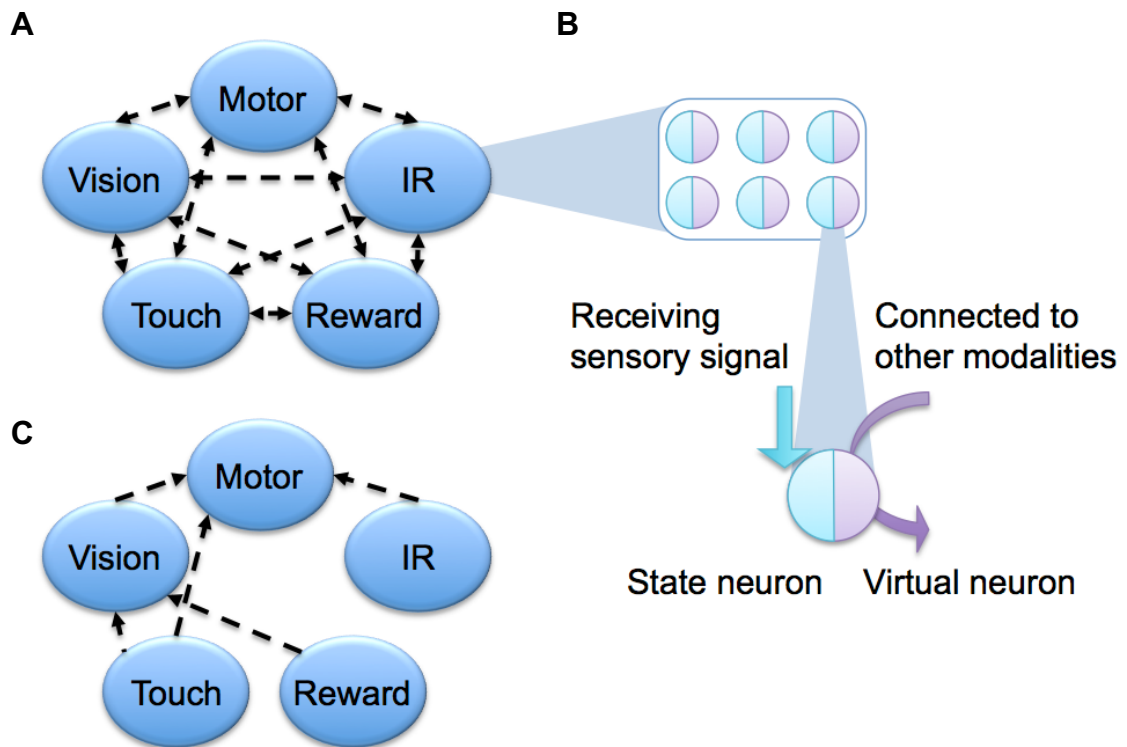 A
Motor
Vision
IR
Touch
Reward
B
Receiving
sensory signal
Connected to
other modalities
State neuron
Virtual neuron
C
Motor
Vision
IR
Touch
Reward